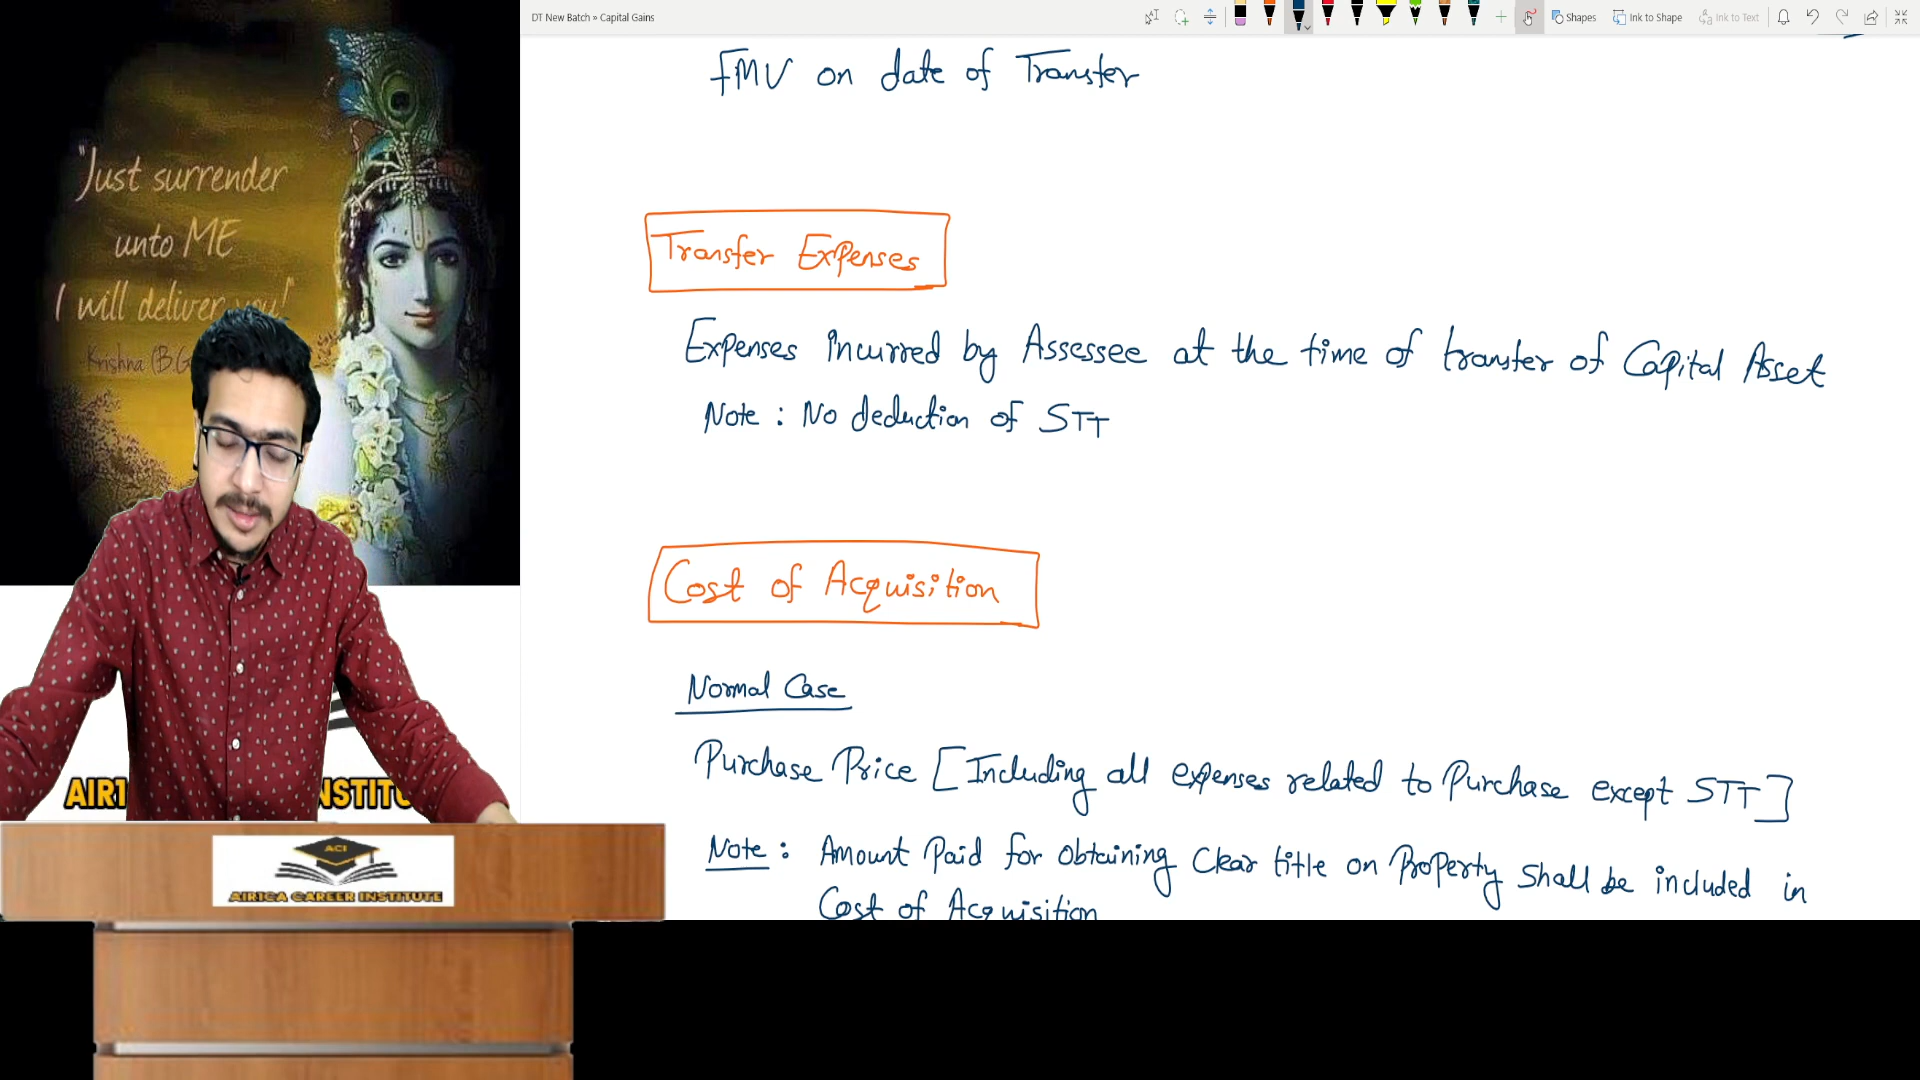 DT New Batch » Capital Gains
Shapes
Ink to Shape
Ink to Text
FMV on date of Transfer
"Just surrender
unto ME
I will deliver you!"
- Krishna (B.G
Transfer Expenses
Expenses incurred by Assessee at the time of transfer of Capital Asset
Note : No deduction of STT
Cost of Acquisition
Normal Case
Purchase Price [Including all expenses related to Purchase except STT]
Note : Amount Paid for obtaining Clear title on Property Shall be included in
Cost of Acquisition
ACI
AIR1CA CAREER INSTITUTE